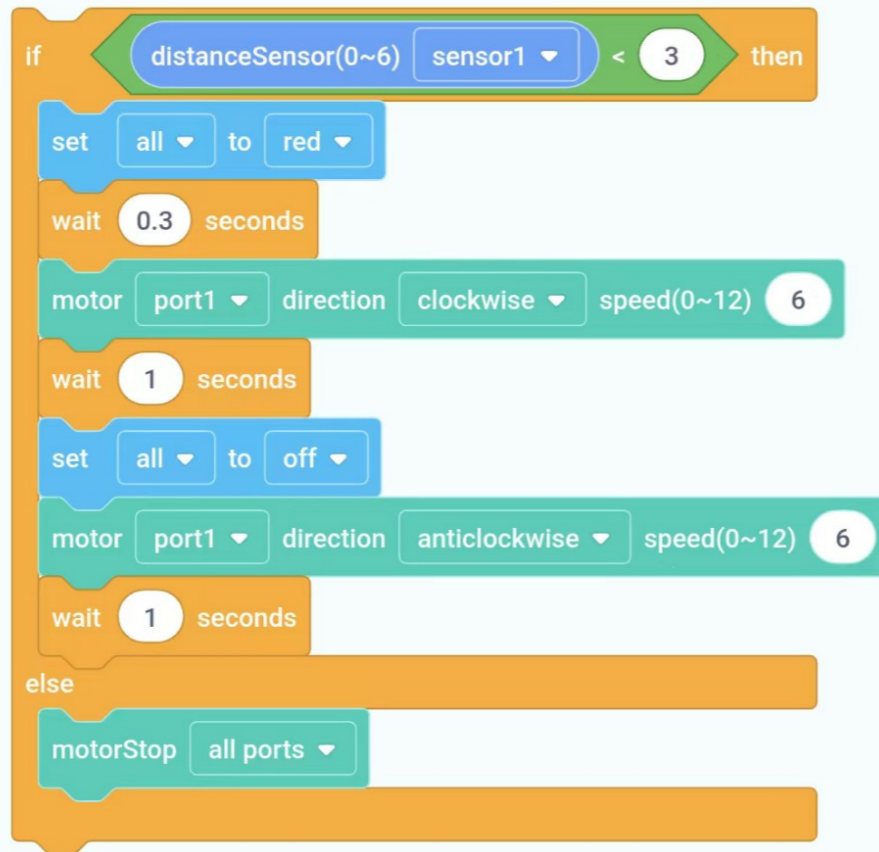 if distanceSensor(0~6) sensor1 < 3 then
set all to red
wait 0.3 seconds
motor port1 direction clockwise speed(0~12) 6
wait 1 seconds
set all to off
motor port1 direction anticlockwise speed(0~12) 6
wait 1 seconds
else
motorStop all ports